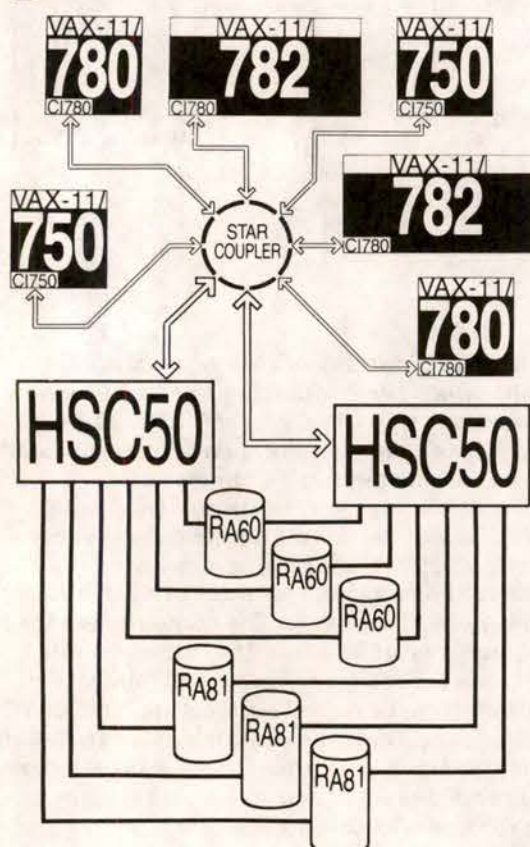 VAX-11/
780
CI780
VAX-11/
782
CI780
VAX-11/
750
CI750
VAX-11/
750
CI750
STAR
COUPLER
VAX-11/
782
CI780
VAX-11/
780
CI780
HSC50
HSC50
RA60
RA60
RA60
RA81
RA81
RA81